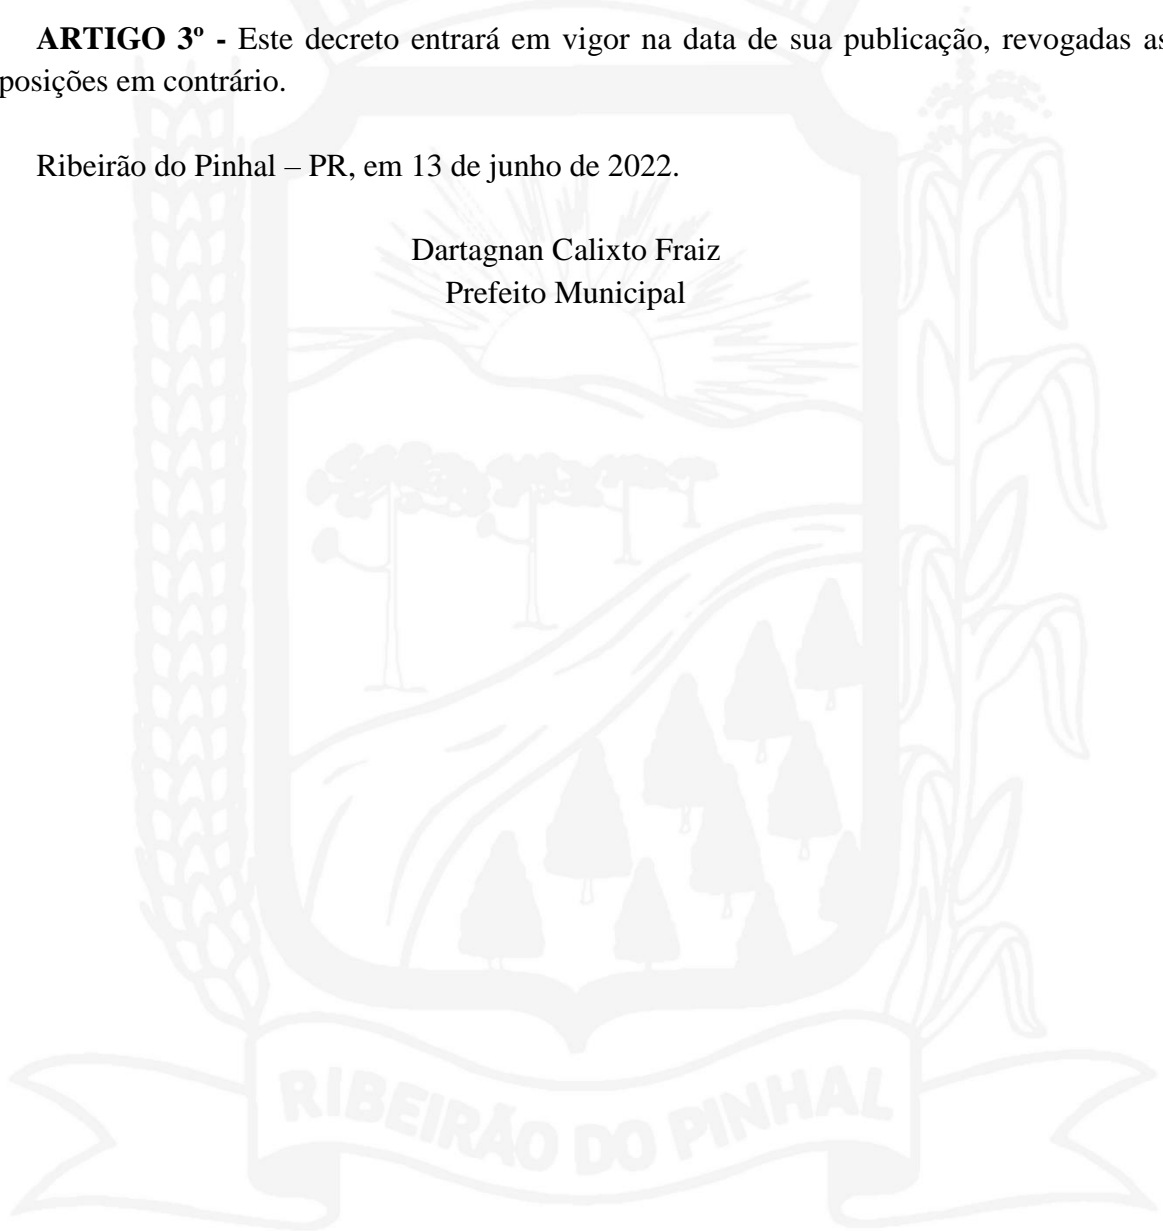 ARTIGO 3º - Este decreto entrará em vigor na data de sua publicação, revogadas as
posições em contrário.
Ribeirão do Pinhal – PR, em 13 de junho de 2022.
Dartagnan Calixto Fraiz
Prefeito Municipal
RIBEIRÃO DO PINHAL